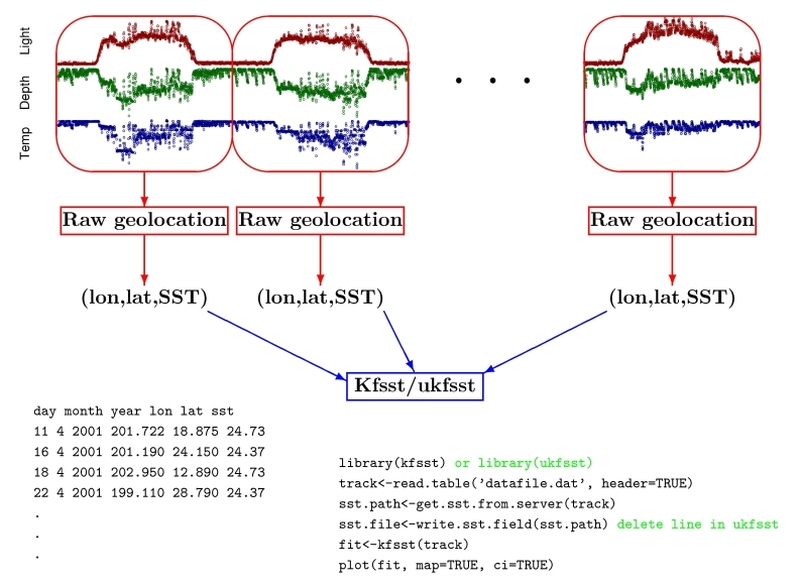 Light
Depth
Temp
Raw geolocation Raw geolocation Raw geolocation
(lon,lat,SST) (lon,lat,SST) (lon,lat,SST)
Kfsst/ukfsst
day month year lon lat sst
11 4 2001 201.722 18.875 24.73
16 4 2001 201.190 24.150 24.37
18 4 2001 202.950 12.890 24.73
22 4 2001 199.110 28.790 24.37
.
.
.
library(kfsst) or library(ukfsst)
track<-read.table('datafile.dat', header=TRUE)
sst.path<-get.sst.from.server(track)
sst.file<-write.sst.field(sst.path) delete line in ukfsst
fit<-kfsst(track)
plot(fit, map=TRUE, ci=TRUE)